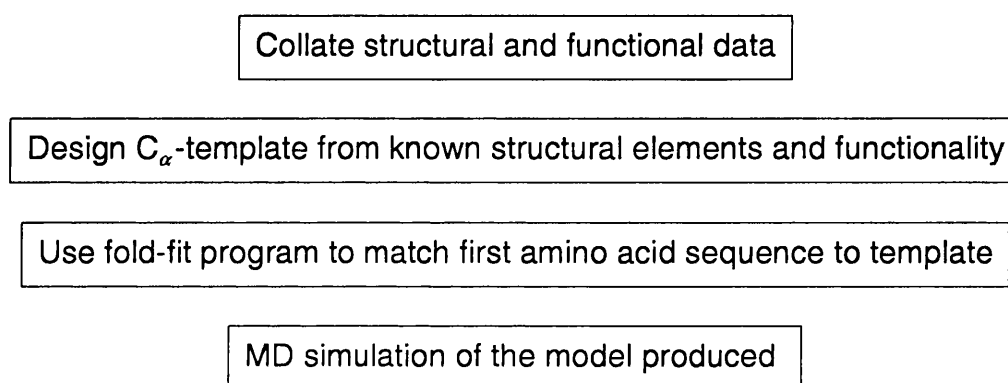 Collate structural and functional data
Design Cα-template from known structural elements and functionality
Use fold-fit program to match first amino acid sequence to template
MD simulation of the model produced